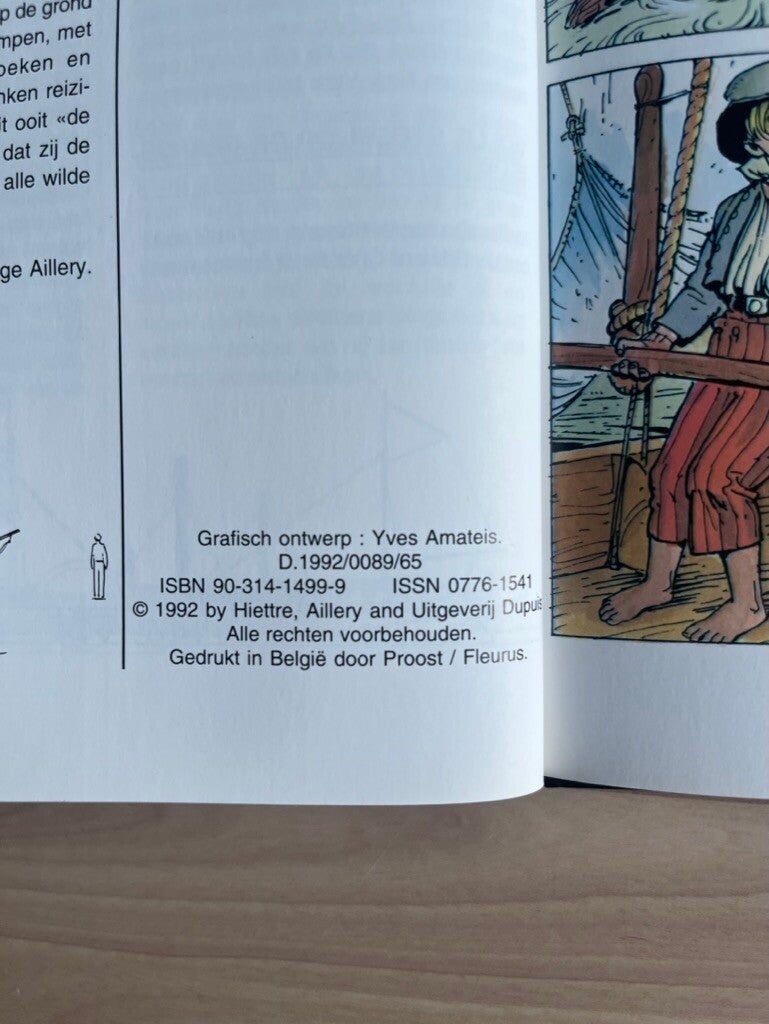 p de grond
mpen, met
oeken en
nken reizi-
t ooit «de
dat zij de
alle wilde
ge Aillery.
Grafisch ontwerp : Yves Amateis.
D.1992/0089/65
ISBN 90-314-1499-9 ISSN 0776-1541
© 1992 by Hiettre, Aillery and Uitgeverij Dupuis
Alle rechten voorbehouden.
Gedrukt in België door Proost / Fleurus.